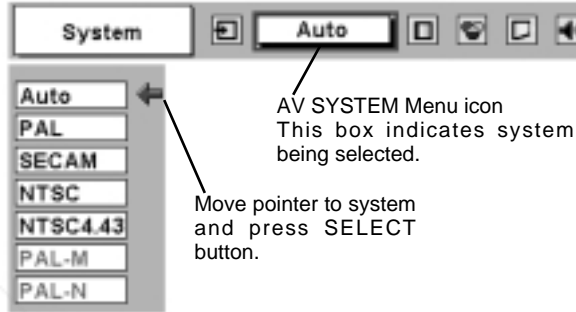 System
Auto
AV SYSTEM Menu icon
This box indicates system
being selected.
Auto
PAL
SECAM
NTSC
NTSC4.43
PAL-M
PAL-N
Move pointer to system
and press SELECT
button.